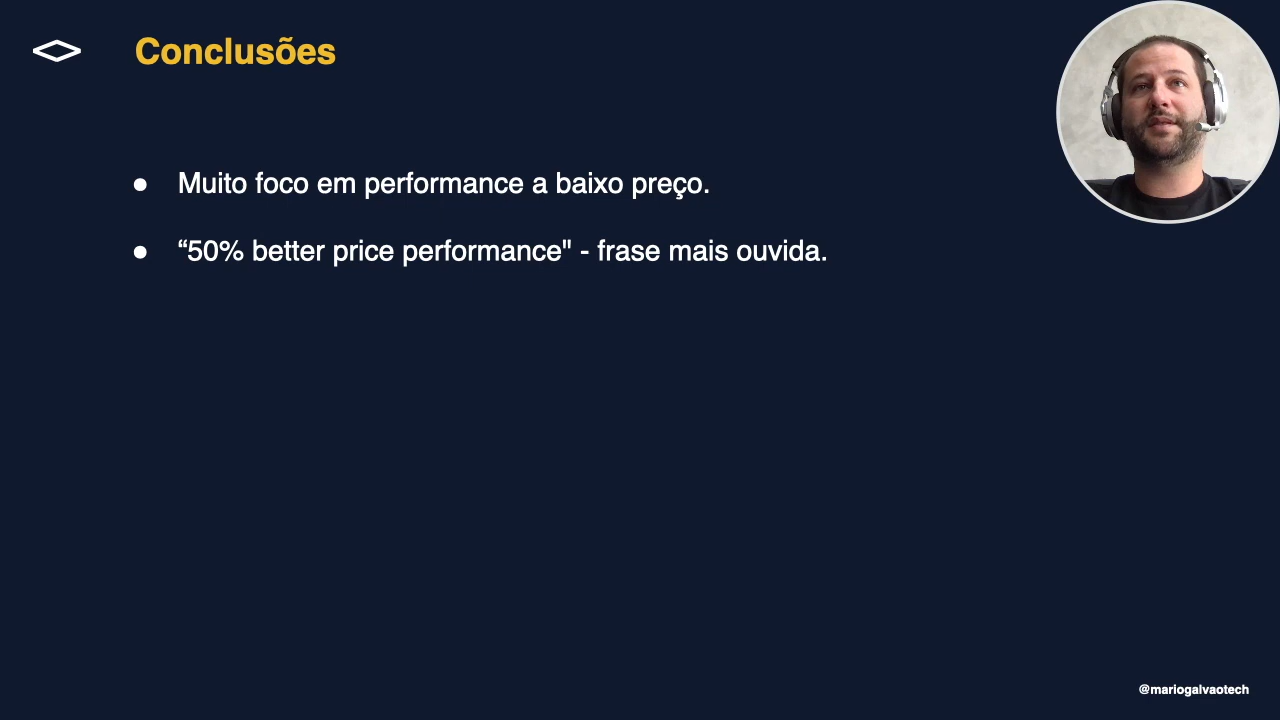 Conclusões
● Muito foco em performance a baixo preço.
● “50% better price performance" - frase mais ouvida.
@mariogalvaotech